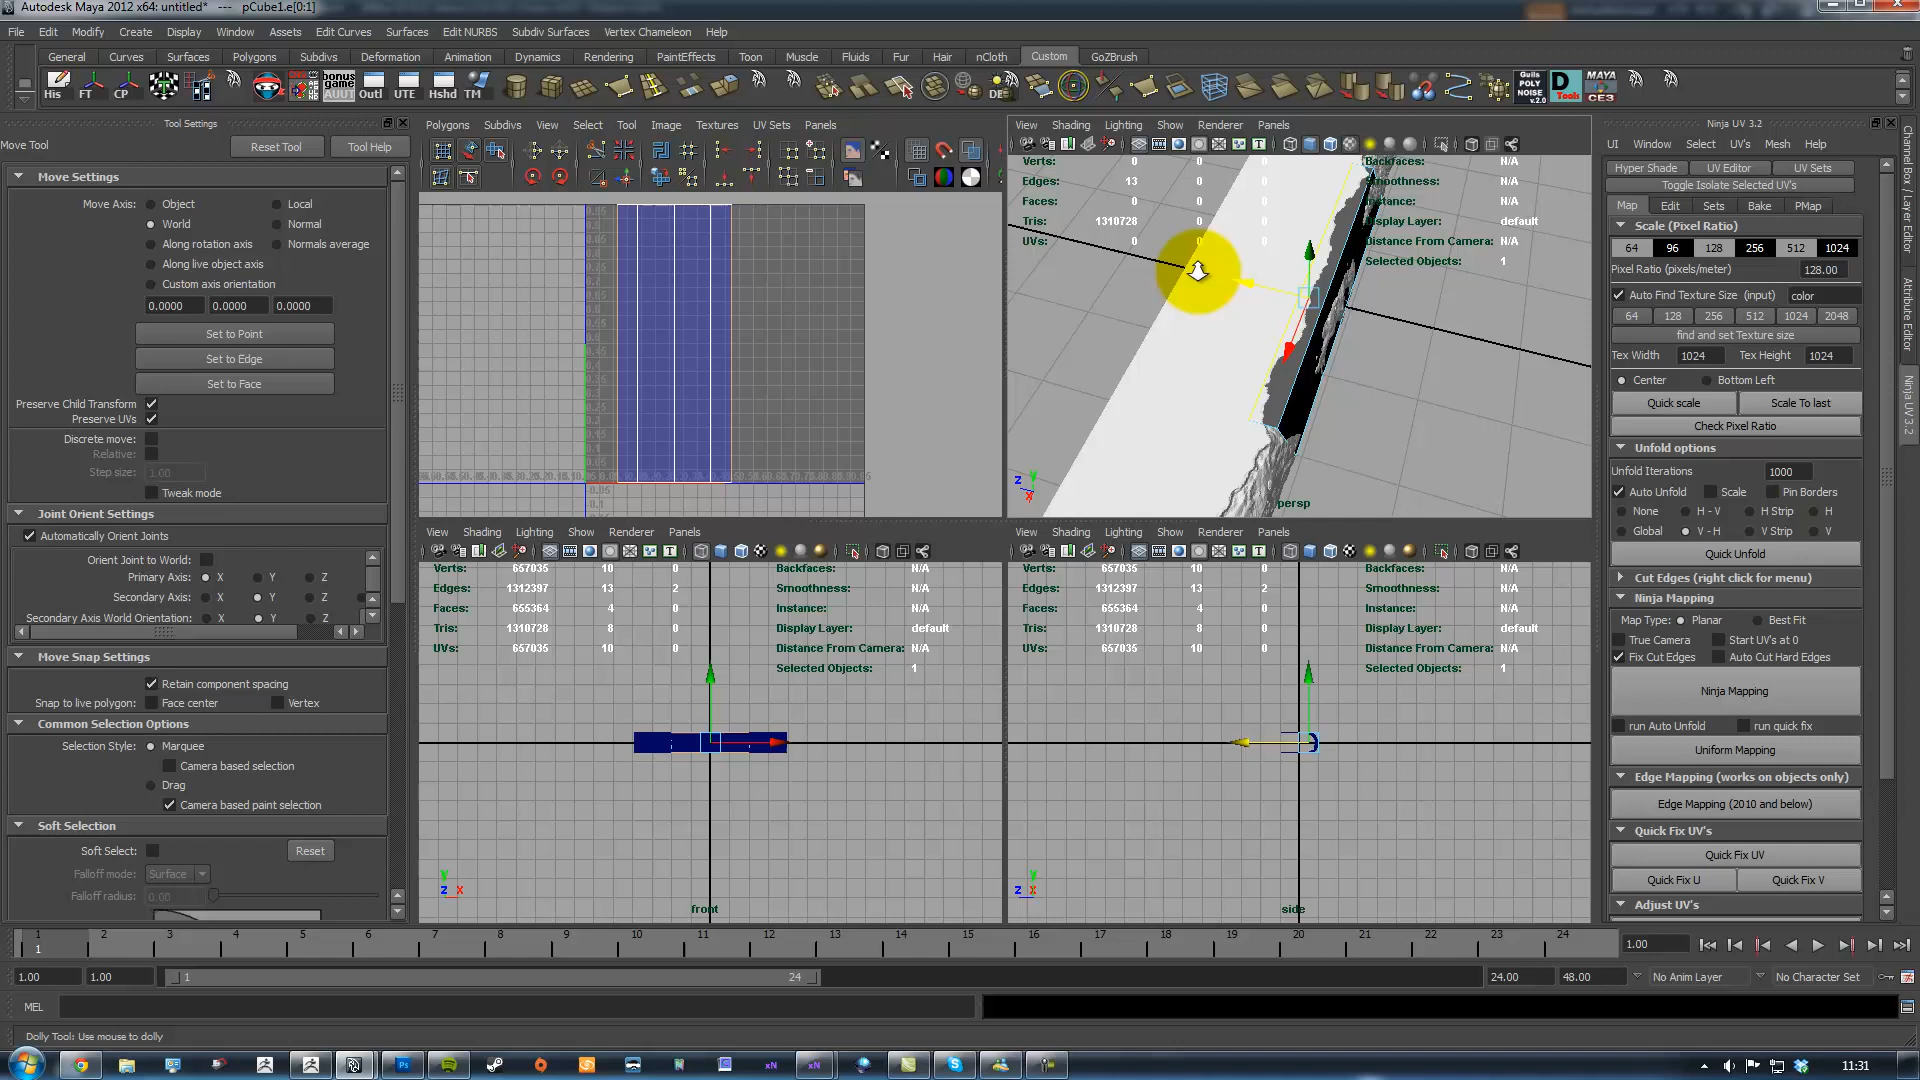 Autodesk Maya 2012 x64: untitled*   ---   pCube1.e[0:1]
File Edit Modify Create Display Window Assets Edit Curves Surfaces Edit NURBS Subdiv Surfaces Vertex Chameleon Help
General Curves Surfaces Polygons Subdivs Deformation Animation Dynamics Rendering PaintEffects Toon Muscle Fluids Fur Hair nCloth Custom GoZBrush
His FT CP bonus game AUUT Outl UTE Hshd TM DE Guils POLY NOISE v.2.0 D Tools MAYA CE3
Tool Settings
Move Tool Reset Tool Tool Help
Move Settings
Move Axis: Object Local
World Normal
Along rotation axis Normals average
Along live object axis
Custom axis orientation
0.0000 0.0000 0.0000
Set to Point
Set to Edge
Set to Face
Preserve Child Transform
Preserve UVs
Discrete move:
Relative:
Step size: 1.00
Tweak mode
Joint Orient Settings
Automatically Orient Joints
Orient Joint to World:
Primary Axis: X Y Z
Secondary Axis: X Y Z
Secondary Axis World Orientation: X Y Z
Move Snap Settings
Retain component spacing
Snap to live polygon: Face center Vertex
Common Selection Options
Selection Style: Marquee
Camera based selection
Drag
Camera based paint selection
Soft Selection
Soft Select: Reset
Falloff mode: Surface
Falloff radius: 0.00
Polygons Subdivs View Select Tool Image Textures UV Sets Panels
View Shading Lighting Show Renderer Panels
Verts: 0 0 0 Backfaces: N/A
Edges: 13 0 0 Smoothness: N/A
Faces: 0 0 0 Instance: N/A
Tris: 1310728 0 0 Display Layer: default
UVs: 0 0 0 Distance From Camera: N/A
Selected Objects: 1
persp
View Shading Lighting Show Renderer Panels
Verts: 657035 10 0 Backfaces: N/A
Edges: 1312397 13 2 Smoothness: N/A
Faces: 655364 4 0 Instance: N/A
Tris: 1310728 8 0 Display Layer: default
UVs: 657035 10 0 Distance From Camera: N/A
Selected Objects: 1
front
View Shading Lighting Show Renderer Panels
Verts: 657035 10 0 Backfaces: N/A
Edges: 1312397 13 2 Smoothness: N/A
Faces: 655364 4 0 Instance: N/A
Tris: 1310728 8 0 Display Layer: default
UVs: 657035 10 0 Distance From Camera: N/A
Selected Objects: 1
side
Ninja UV 3.2
UI Window Select UV's Mesh Help
Hyper Shade UV Editor UV Sets
Toggle Isolate Selected UV's
Map Edit Sets Bake PMap
Scale (Pixel Ratio)
64 96 128 256 512 1024
Pixel Ratio (pixels/meter) 128.00
Auto Find Texture Size (input) color
64 128 256 512 1024 2048
find and set Texture size
Tex Width 1024 Tex Height 1024
Center Bottom Left
Quick scale Scale To last
Check Pixel Ratio
Unfold options
Unfold Iterations 1000
Auto Unfold Scale Pin Borders
None H - V H Strip H
Global V - H V Strip V
Quick Unfold
Cut Edges (right click for menu)
Ninja Mapping
Map Type: Planar Best Fit
True Camera Start UV's at 0
Fix Cut Edges Auto Cut Hard Edges
Ninja Mapping
run Auto Unfold run quick fix
Uniform Mapping
Edge Mapping (works on objects only)
Edge Mapping (2010 and below)
Quick Fix UV's
Quick Fix UV
Quick Fix U Quick Fix V
Adjust UV's
Channel Box / Layer Editor
Attribute Editor
Ninja UV 3.2
1 2 3 4 5 6 7 8 9 10 11 12 13 14 15 16 17 18 19 20 21 22 23 24
1 1.00
1.00 1.00 1 24 24.00 48.00 No Anim Layer No Character Set
MEL
Dolly Tool: Use mouse to dolly
11:31